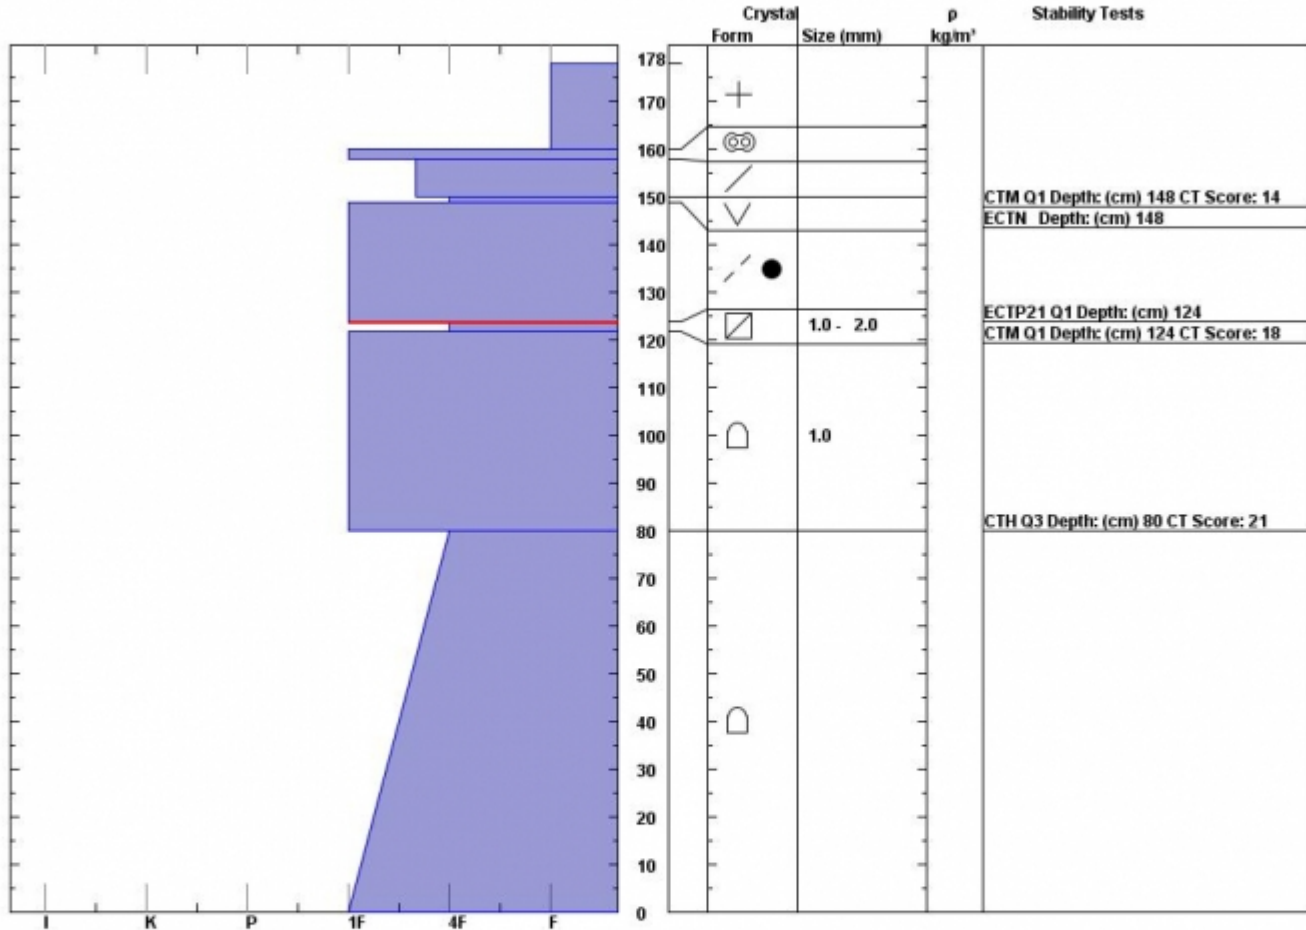 Crystal ρ Stability Tests
Form Size (mm) kg/m³
178
170
160
150
CTM Q1 Depth: (cm) 148 CT Score: 14
ECTN Depth: (cm) 148
140
130
ECTP21 Q1 Depth: (cm) 124
1.0 - 2.0
CTM Q1 Depth: (cm) 124 CT Score: 18
120
110
100 1.0
90
CTH Q3 Depth: (cm) 80 CT Score: 21
80
70
60
50
40
30
20
10
0
I K P 1F 4F F